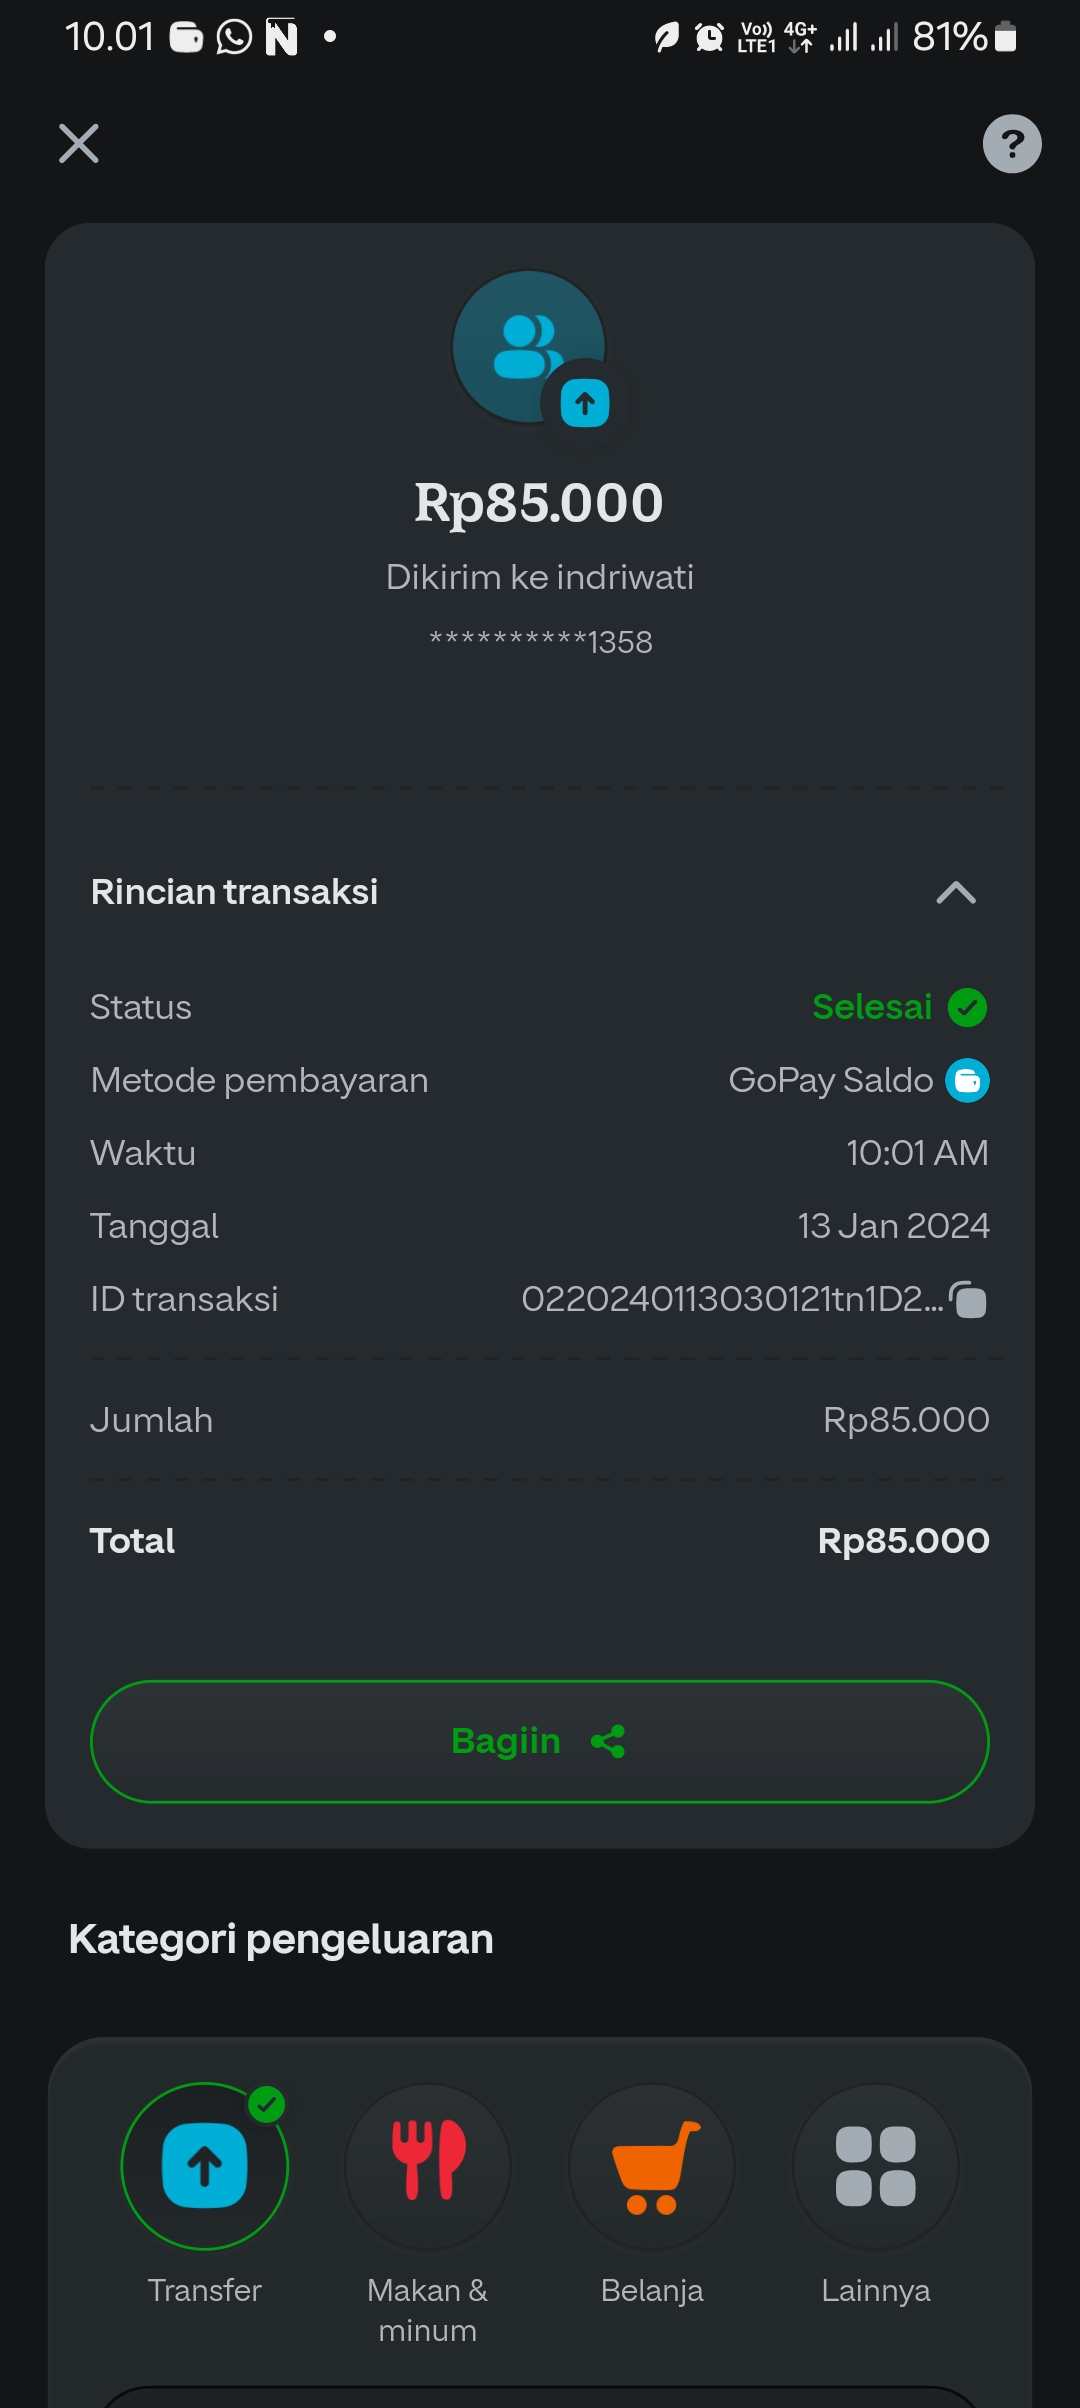 10.01 N Vo)) LTE1 4G+ 81%
?
Rp85.000
Dikirim ke indriwati
**********1358
Rincian transaksi
Status Selesai
Metode pembayaran GoPay Saldo
Waktu 10:01 AM
Tanggal 13 Jan 2024
ID transaksi 0220240113030121tn1D2...
Jumlah Rp85.000
Total Rp85.000
Bagiin
Kategori pengeluaran
Transfer Makan & minum Belanja Lainnya